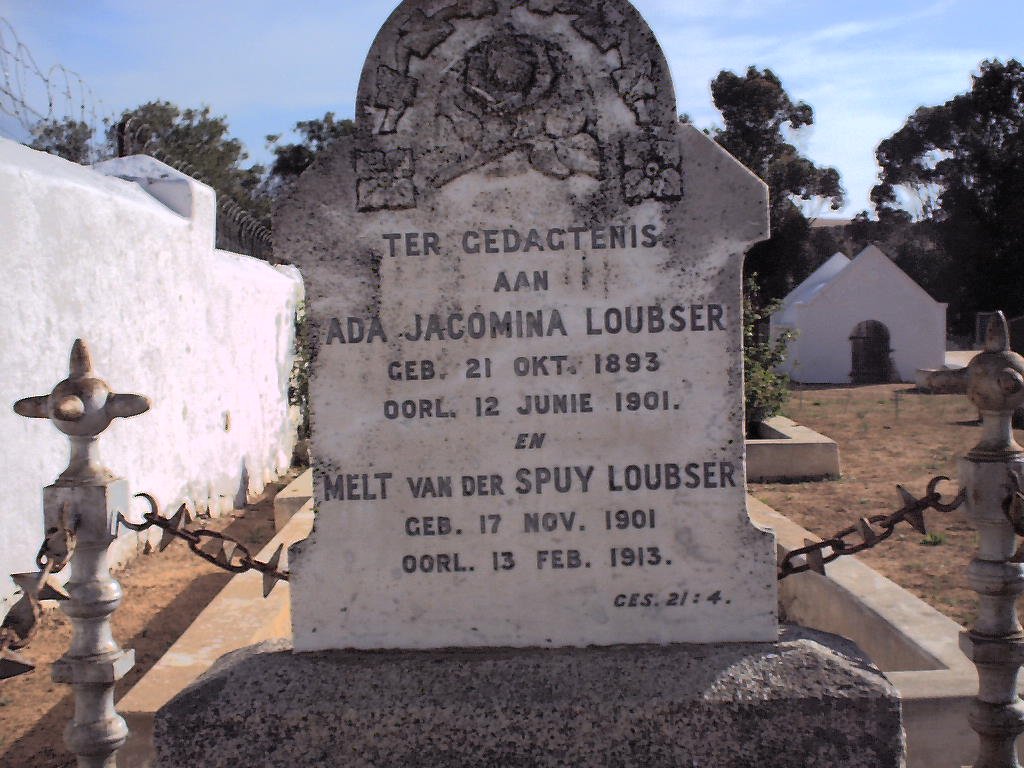 TER GEDAGTENIS
AAN
ADA JACOMINA LOUBSER
GEB. 21 OKT. 1893
OORL. 12 JUNIE 1901.
EN
MELT VAN DER SPUY LOUBSER
GEB. 17 NOV. 1901
OORL. 13 FEB. 1913.
GES. 21:4.